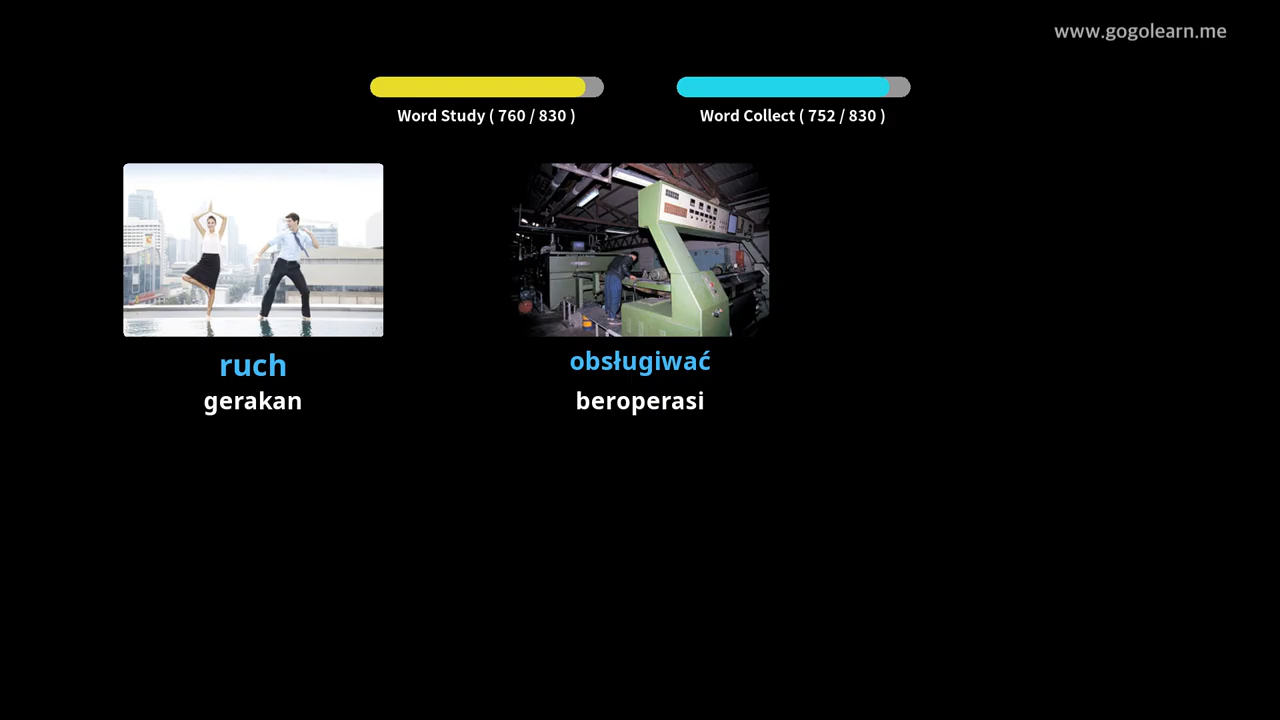 www.gogolearn.me
Word Study ( 760 / 830 )
Word Collect ( 752 / 830 )
ruch
gerakan
obsługiwać
beroperasi